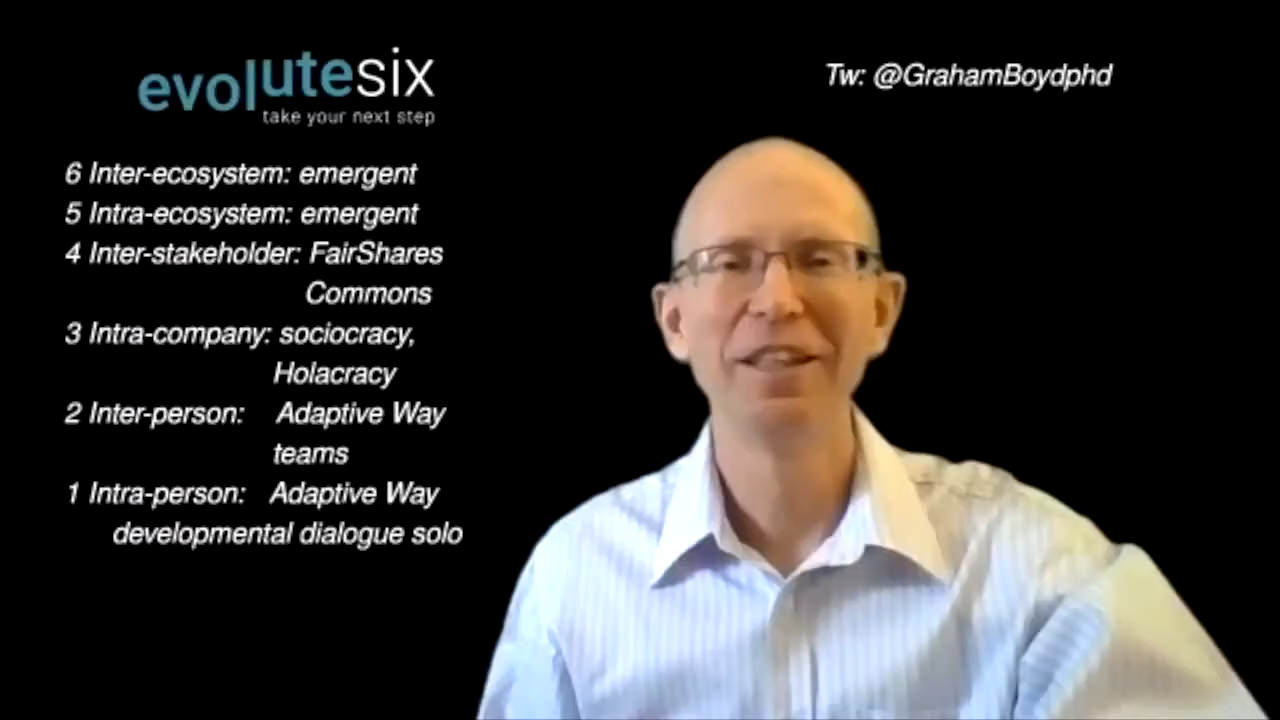 evolutesix
take your next step
Tw: @GrahamBoydphd
6 Inter-ecosystem: emergent
5 Intra-ecosystem: emergent
4 Inter-stakeholder: FairShares
Commons
3 Intra-company: sociocracy,
Holacracy
2 Inter-person: Adaptive Way
teams
1 Intra-person: Adaptive Way
developmental dialogue solo